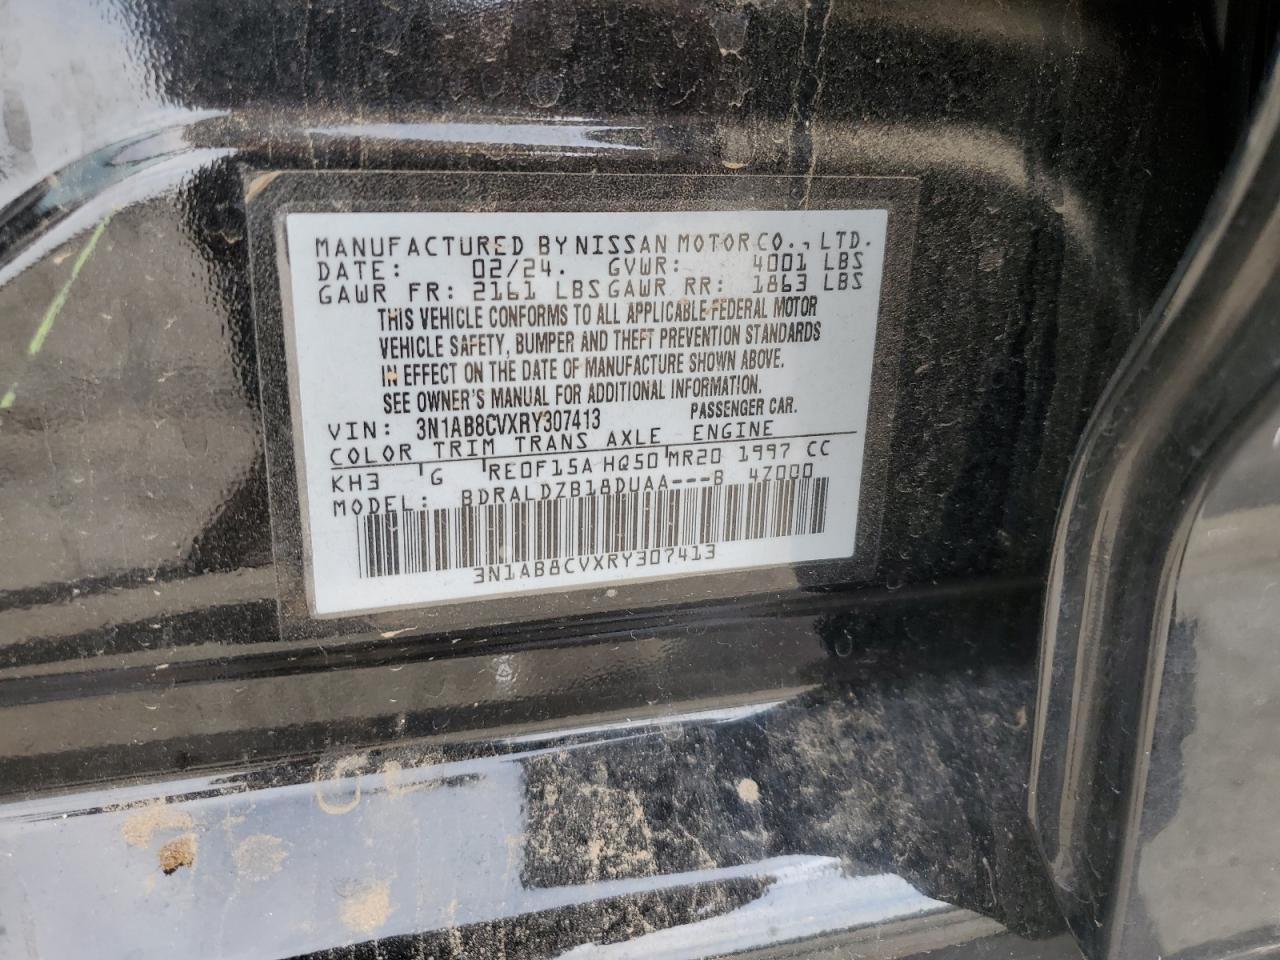 MANUFACTURED BY NISSAN MOTOR CO., LTD.
DATE: 02/24. GVWR: 4001 LBS
GAWR FR: 2161 LBS GAWR RR: 1863 LBS
THIS VEHICLE CONFORMS TO ALL APPLICABLE FEDERAL MOTOR
VEHICLE SAFETY, BUMPER AND THEFT PREVENTION STANDARDS
IN EFFECT ON THE DATE OF MANUFACTURE SHOWN ABOVE.
SEE OWNER'S MANUAL FOR ADDITIONAL INFORMATION.
VIN: 3N1AB8CVXRY307413 PASSENGER CAR.
COLOR TRIM TRANS AXLE ENGINE
KH3 G RE0F15A HQ50 MR20 1997 CC
MODEL: BDRALDZB18DUAA---B 4Z000
3N1AB8CVXRY307413